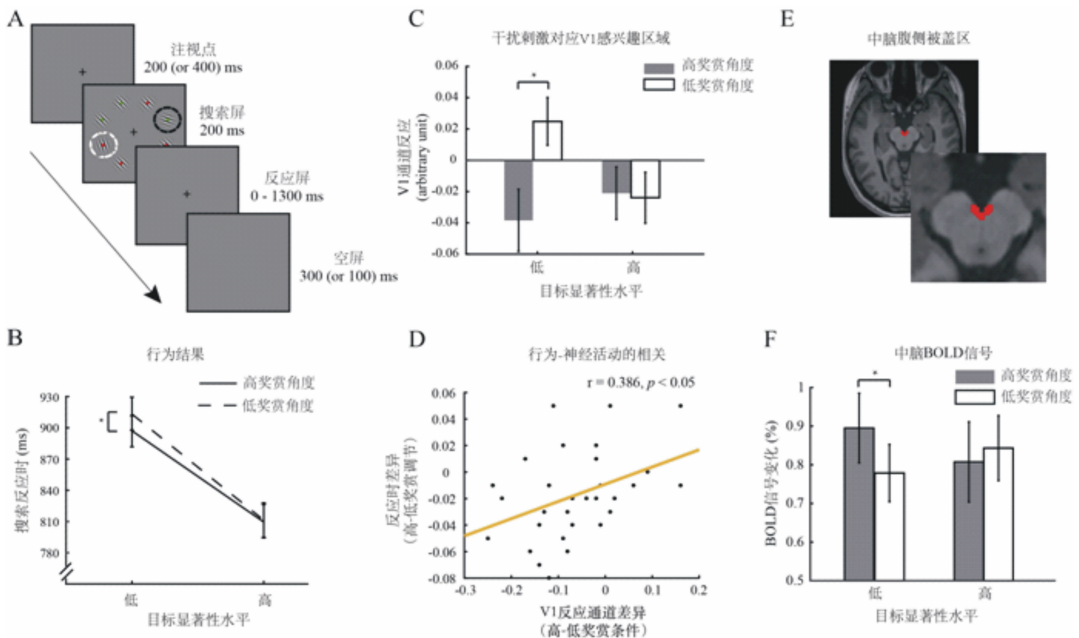 A
注视点
200 (or 400) ms
搜索屏
200 ms
反应屏
0 - 1300 ms
空屏
300 (or 100) ms
B
行为结果
高奖赏角度
低奖赏角度
搜索反应时 (ms)
930
900
840
810
780
*
低
高
目标显著性水平
C
干扰刺激对应V1感兴趣区域
高奖赏角度
低奖赏角度
V1通道反应
(arbitrary unit)
0.06
0.04
0.02
0
-0.02
-0.04
-0.06
*
低
高
目标显著性水平
D
行为-神经活动的相关
r = 0.386, p < 0.05
反应时差异
(高-低奖赏调节)
0.06
0.04
0.02
0
-0.02
-0.04
-0.06
-0.08
-0.3
-0.2
-0.1
0
0.1
0.2
V1反应通道差异
(高-低奖赏条件)
E
中脑腹侧被盖区
F
中脑BOLD信号
高奖赏角度
低奖赏角度
BOLD信号变化 (%)
1
0.9
0.8
0.7
0.6
0.5
*
低
高
目标显著性水平